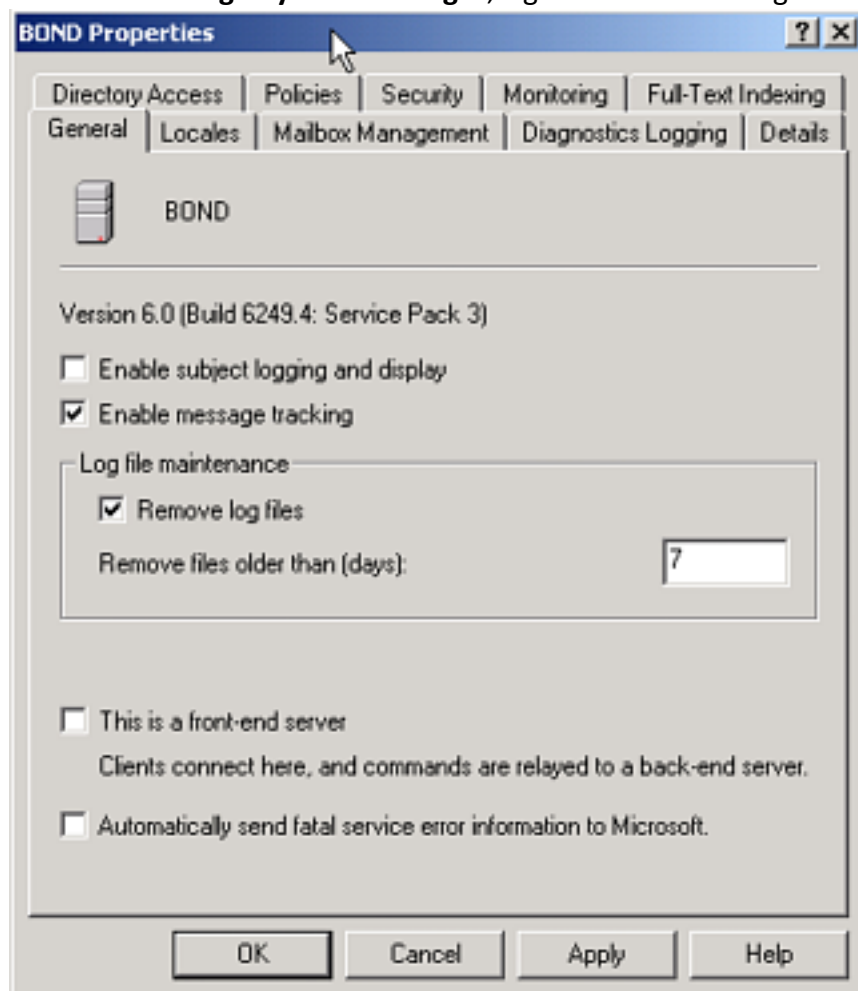 BOND Properties
Directory Access Policies Security Monitoring Full-Text Indexing
General Locales Mailbox Management Diagnostics Logging Details
BOND
Version 6.0 (Build 6249.4: Service Pack 3)
Enable subject logging and display
Enable message tracking
Log file maintenance
Remove log files
Remove files older than (days): 7
This is a front-end server
Clients connect here, and commands are relayed to a back-end server.
Automatically send fatal service error information to Microsoft.
OK Cancel Apply Help